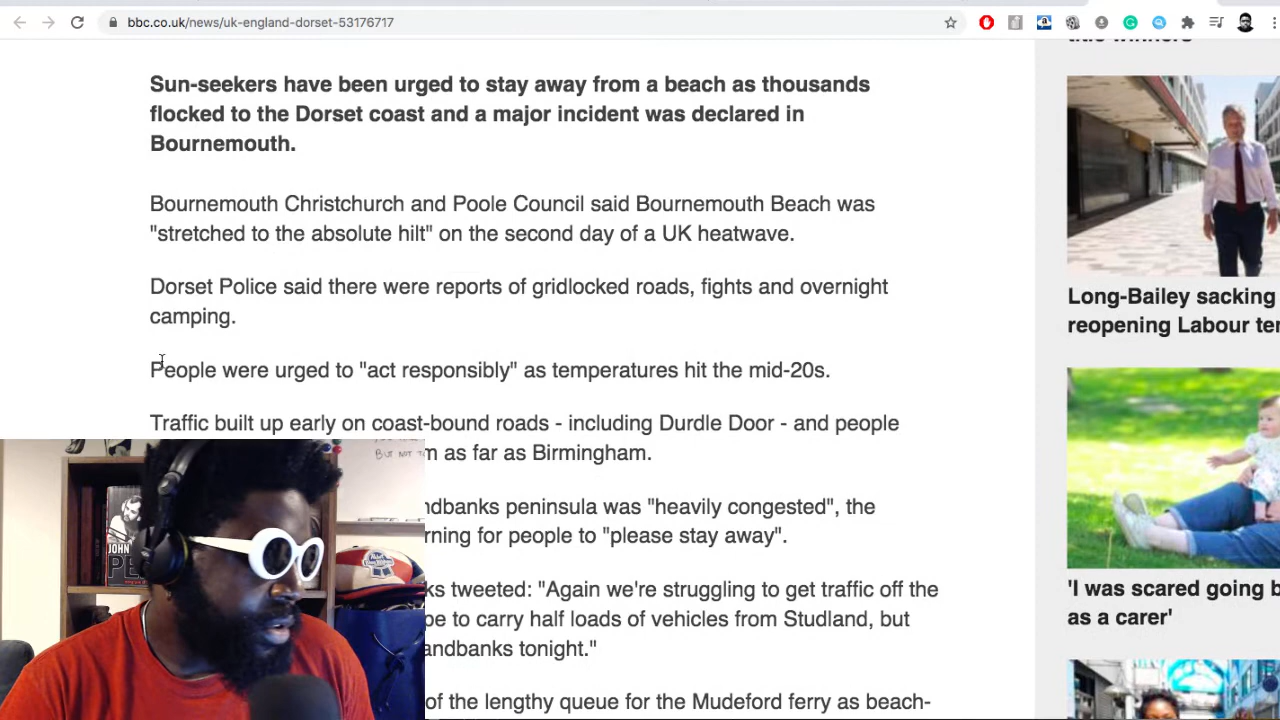 bbc.co.uk/news/uk-england-dorset-53176717
Sun-seekers have been urged to stay away from a beach as thousands
flocked to the Dorset coast and a major incident was declared in
Bournemouth.
Bournemouth Christchurch and Poole Council said Bournemouth Beach was
"stretched to the absolute hilt" on the second day of a UK heatwave.
Dorset Police said there were reports of gridlocked roads, fights and overnight
camping.
People were urged to "act responsibly" as temperatures hit the mid-20s.
Traffic built up early on coast-bound roads - including Durdle Door - and people
m as far as Birmingham.
ndbanks peninsula was "heavily congested", the
rning for people to "please stay away".
ks tweeted: "Again we're struggling to get traffic off the
pe to carry half loads of vehicles from Studland, but
andbanks tonight."
of the lengthy queue for the Mudeford ferry as beach-
Long-Bailey sacking
reopening Labour te
'I was scared going b
as a carer'
BUT NOT
JOHN
PE